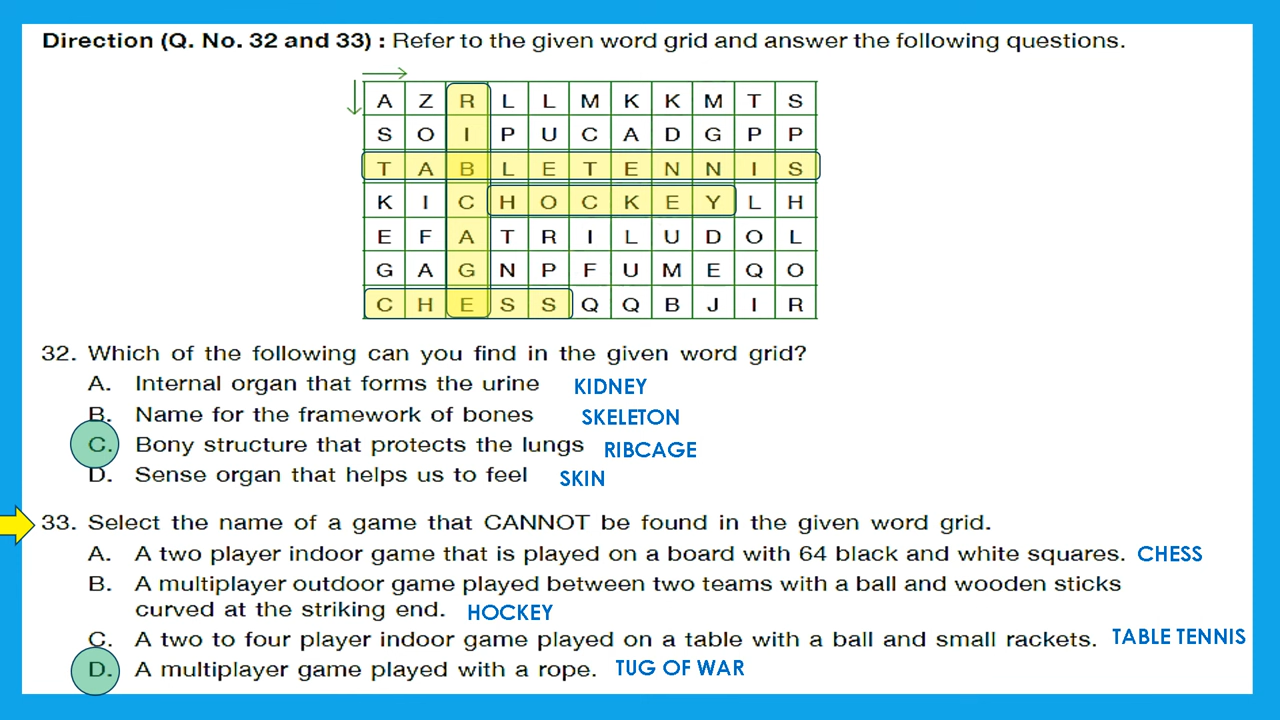 Direction (Q. No. 32 and 33) : Refer to the given word grid and answer the following questions.
A Z R L L M K K M T S
S O I P U C A D G P P
T A B L E T E N N I S
K I C H O C K E Y L H
E F A T R I L U D O L
G A G N P F U M E Q O
C H E S S Q Q B J I R
32. Which of the following can you find in the given word grid?
A. Internal organ that forms the urine KIDNEY
B. Name for the framework of bones SKELETON
C. Bony structure that protects the lungs RIBCAGE
D. Sense organ that helps us to feel SKIN
33. Select the name of a game that CANNOT be found in the given word grid.
A. A two player indoor game that is played on a board with 64 black and white squares. CHESS
B. A multiplayer outdoor game played between two teams with a ball and wooden sticks
curved at the striking end. HOCKEY
C. A two to four player indoor game played on a table with a ball and small rackets. TABLE TENNIS
D. A multiplayer game played with a rope. TUG OF WAR